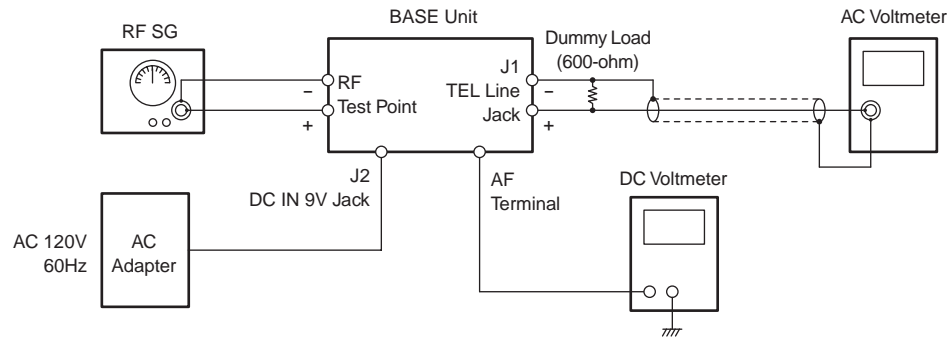 BASE Unit
RF SG
AC Voltmeter
Dummy Load
(600-ohm)
RF
Test Point
−
+
J1
TEL Line
Jack
−
+
J2
DC IN 9V Jack
AF
Terminal
DC Voltmeter
AC 120V
60Hz
AC
Adapter